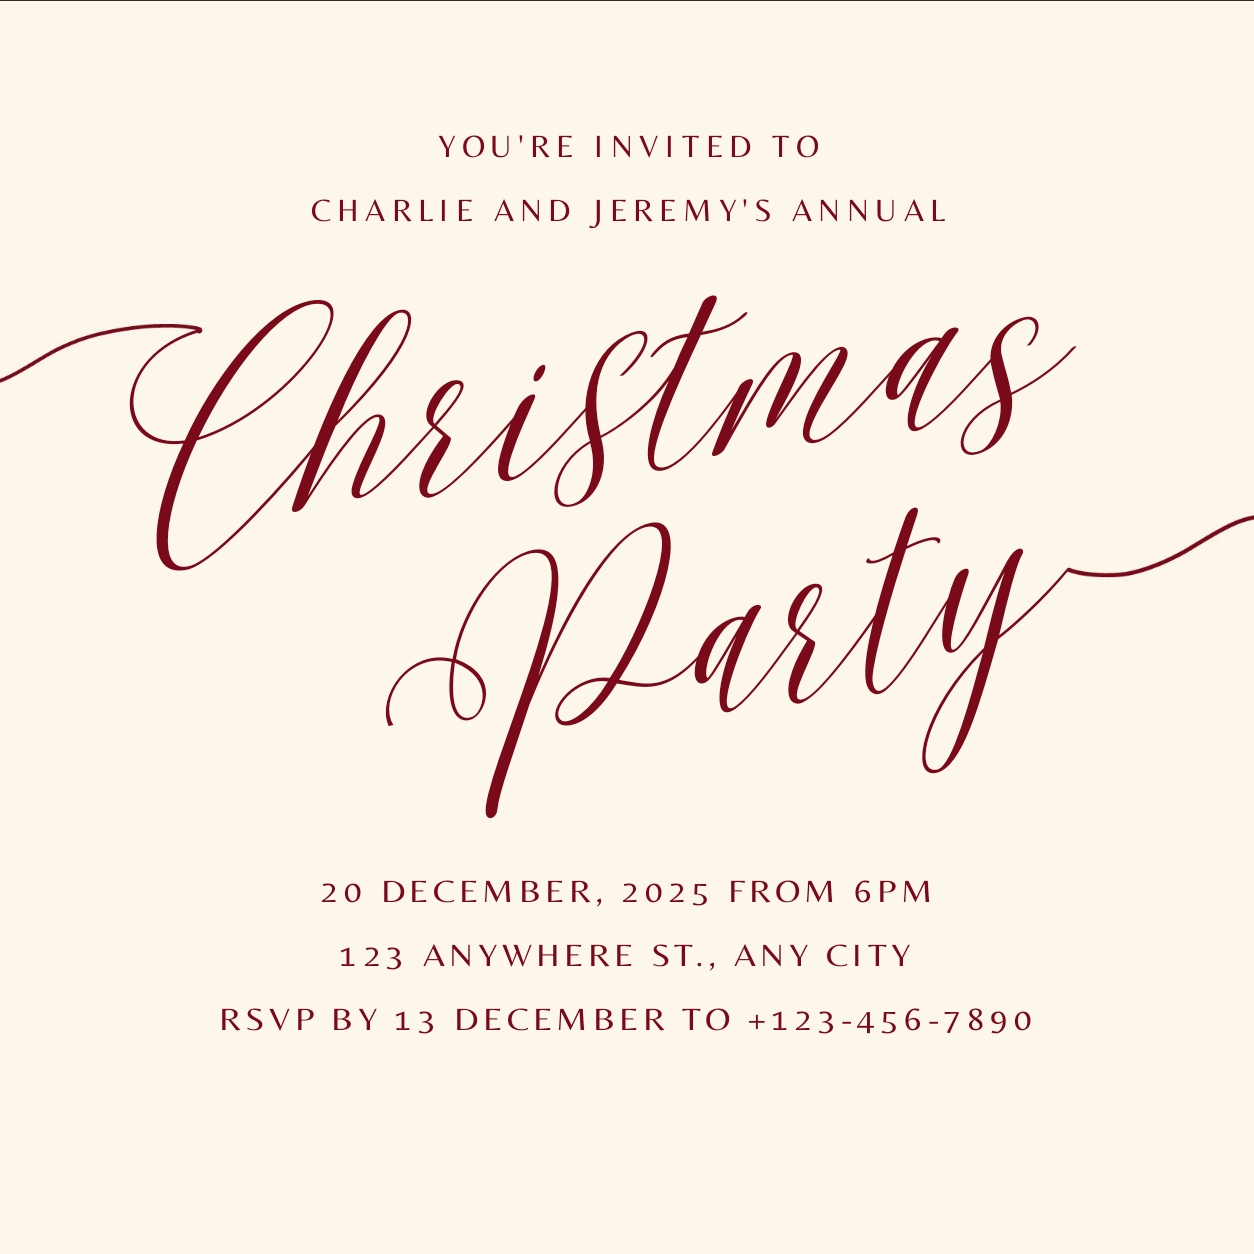 YOU'RE INVITED TO
CHARLIE AND JEREMY'S ANNUAL
Christmas
Party
20 DECEMBER, 2025 FROM 6PM
123 ANYWHERE ST., ANY CITY
RSVP BY 13 DECEMBER TO +123-456-7890